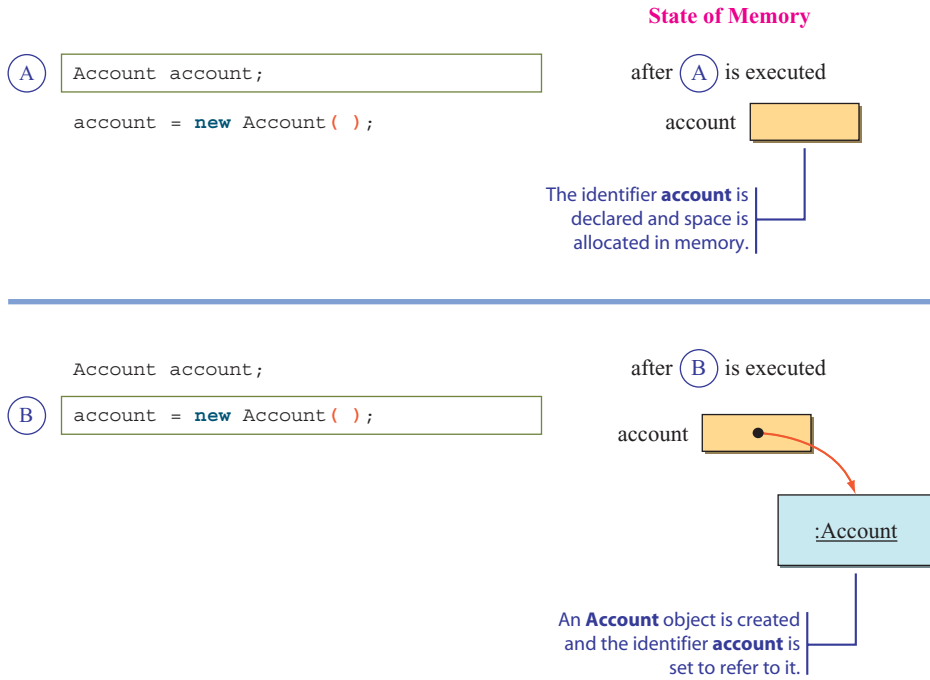 State of Memory
A Account account; after A is executed
account = new Account( ); account
The identifier account is
declared and space is
allocated in memory.
Account account; after B is executed
B account = new Account( );
account
:Account
An Account object is created
and the identifier account is
set to refer to it.